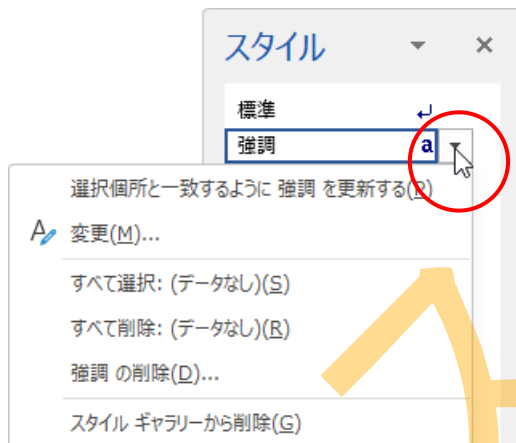 スタイル
標準
強調 a
選択個所と一致するように 強調 を更新する(P)
変更(M)...
すべて選択: (データなし)(S)
すべて削除: (データなし)(R)
強調 の削除(D)...
スタイル ギャラリーから削除(G)